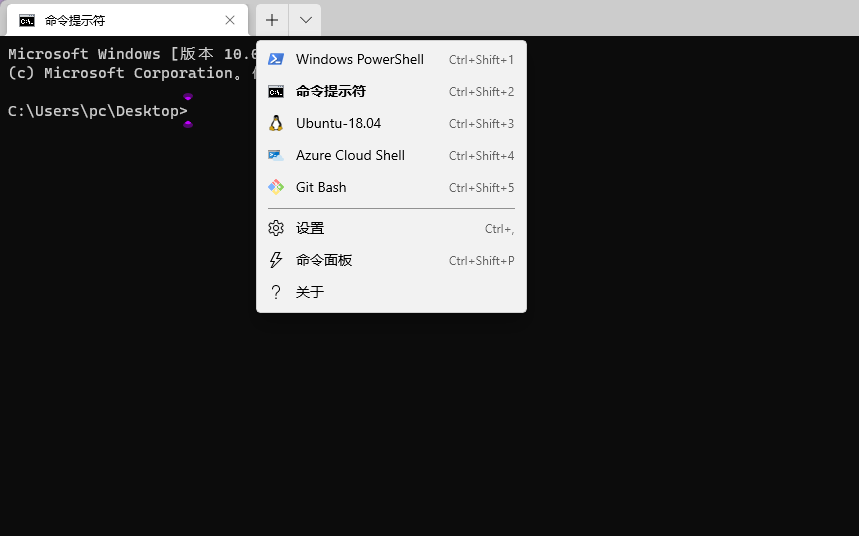 命令提示符
Microsoft Windows [版本 10.0
(c) Microsoft Corporation。
C:\Users\pc\Desktop>
Windows PowerShell Ctrl+Shift+1
命令提示符 Ctrl+Shift+2
Ubuntu-18.04 Ctrl+Shift+3
Azure Cloud Shell Ctrl+Shift+4
Git Bash Ctrl+Shift+5
设置 Ctrl+,
命令面板 Ctrl+Shift+P
关于